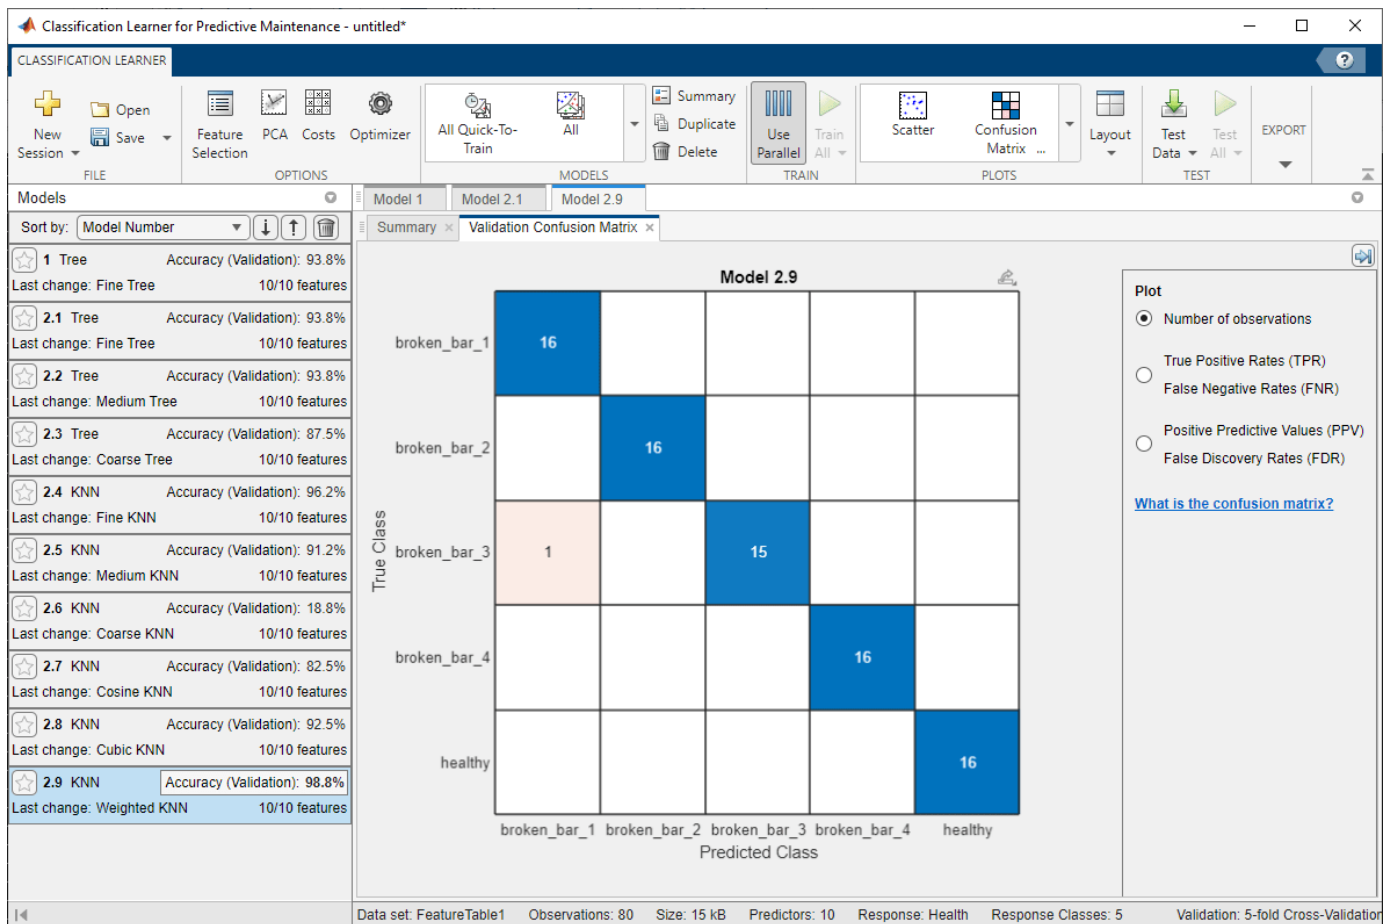 Classification Learner for Predictive Maintenance - untitled*
CLASSIFICATION LEARNER
?
New Session
Open
Save
FILE
Feature Selection
PCA
Costs
Optimizer
OPTIONS
All Quick-To-Train
All
Summary
Duplicate
Delete
MODELS
Use Parallel
Train All
TRAIN
Scatter
Confusion Matrix ...
Layout
PLOTS
Test Data
Test All
TEST
EXPORT
Models
Sort by: Model Number
1 Tree Accuracy (Validation): 93.8%
Last change: Fine Tree 10/10 features
2.1 Tree Accuracy (Validation): 93.8%
Last change: Fine Tree 10/10 features
2.2 Tree Accuracy (Validation): 93.8%
Last change: Medium Tree 10/10 features
2.3 Tree Accuracy (Validation): 87.5%
Last change: Coarse Tree 10/10 features
2.4 KNN Accuracy (Validation): 96.2%
Last change: Fine KNN 10/10 features
2.5 KNN Accuracy (Validation): 91.2%
Last change: Medium KNN 10/10 features
2.6 KNN Accuracy (Validation): 18.8%
Last change: Coarse KNN 10/10 features
2.7 KNN Accuracy (Validation): 82.5%
Last change: Cosine KNN 10/10 features
2.8 KNN Accuracy (Validation): 92.5%
Last change: Cubic KNN 10/10 features
2.9 KNN Accuracy (Validation): 98.8%
Last change: Weighted KNN 10/10 features
Model 1 Model 2.1 Model 2.9
Summary Validation Confusion Matrix
Model 2.9
True Class
broken_bar_1 16
broken_bar_2 16
broken_bar_3 1 15
broken_bar_4 16
healthy 16
broken_bar_1 broken_bar_2 broken_bar_3 broken_bar_4 healthy
Predicted Class
Plot
Number of observations
True Positive Rates (TPR)
False Negative Rates (FNR)
Positive Predictive Values (PPV)
False Discovery Rates (FDR)
What is the confusion matrix?
Data set: FeatureTable1 Observations: 80 Size: 15 kB Predictors: 10 Response: Health Response Classes: 5 Validation: 5-fold Cross-Validation